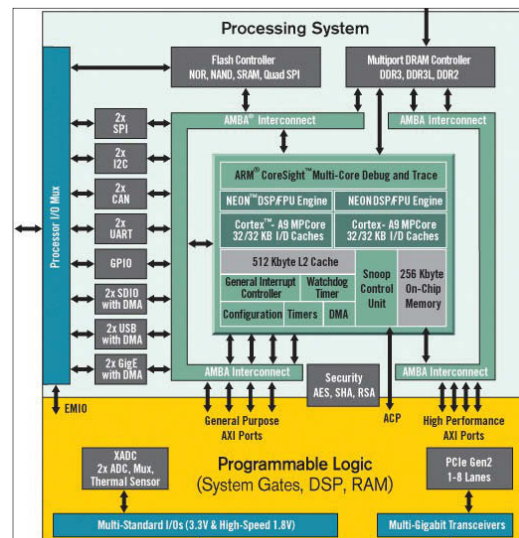 Processing System
Flash Controller
NOR, NAND, SRAM, Quad SPI
Multiport DRAM Controller
DDR3, DDR3L, DDR2
Processor I/O Mux
2x
SPI
2x
I2C
2x
CAN
2x
UART
GPIO
2x SDIO
with DMA
2x USB
with DMA
2x GigE
with DMA
AMBA® Interconnect
AMBA Interconnect
ARM® CoreSight™ Multi-Core Debug and Trace
NEON™ DSP/FPU Engine
NEON DSP/FPU Engine
Cortex™- A9 MPCore
32/32 KB I/D Caches
Cortex- A9 MPCore
32/32 KB I/D Caches
512 Kbyte L2 Cache
General Interrupt
Controller
Watchdog
Timer
Configuration
Timers
DMA
Snoop
Control
Unit
256 Kbyte
On-Chip
Memory
AMBA Interconnect
AMBA Interconnect
Security
AES, SHA, RSA
EMIO
General Purpose
AXI Ports
ACP
High Performance
AXI Ports
XADC
2x ADC, Mux,
Thermal Sensor
Programmable Logic
(System Gates, DSP, RAM)
PCIe Gen2
1-8 Lanes
Multi-Standard I/Os (3.3V & High-Speed 1.8V)
Multi-Gigabit Transceivers